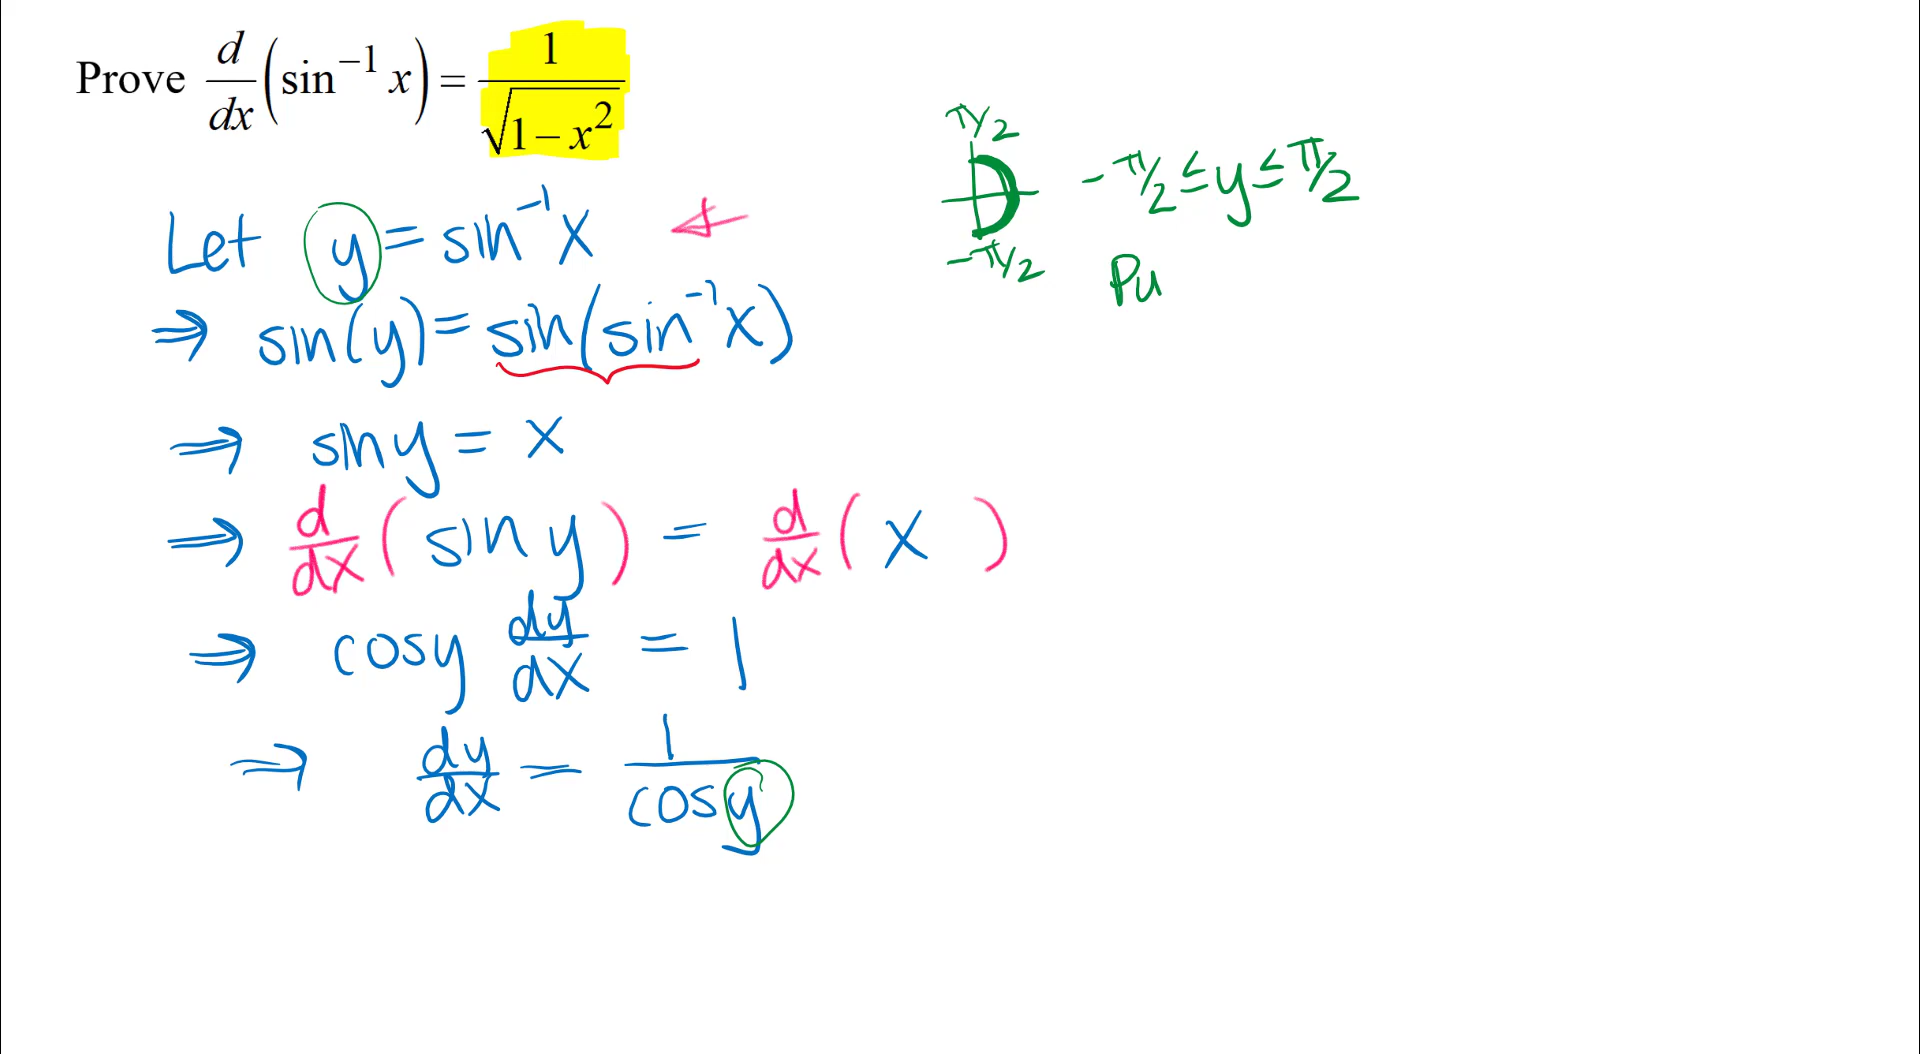 Prove d/dx (sin⁻¹ x) = 1/√(1 − x²)
Let y = sin⁻¹ x
⇒ sin(y) = sin(sin⁻¹ x)
⇒ sin y = x
⇒ d/dx ( sin y ) = d/dx ( x )
⇒ cos y dy/dx = 1
⇒ dy/dx = 1/cos y
π/2
-π/2
-π/2 ≤ y ≤ π/2
Pu